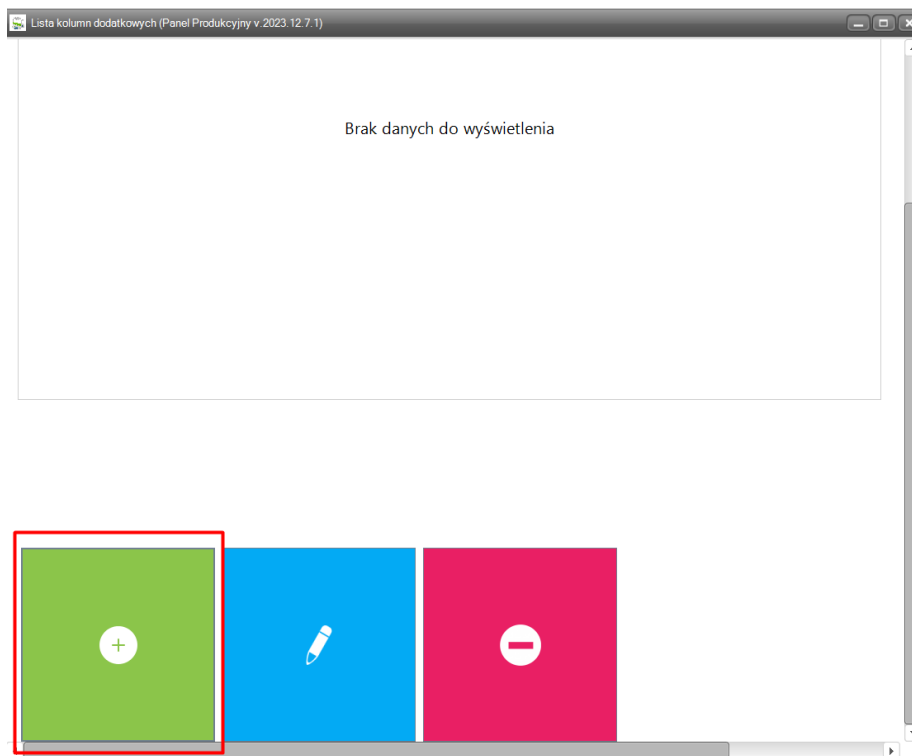 Lista kolumn dodatkowych (Panel Produkcyjny v.2023.12.7.1)
Brak danych do wyświetlenia